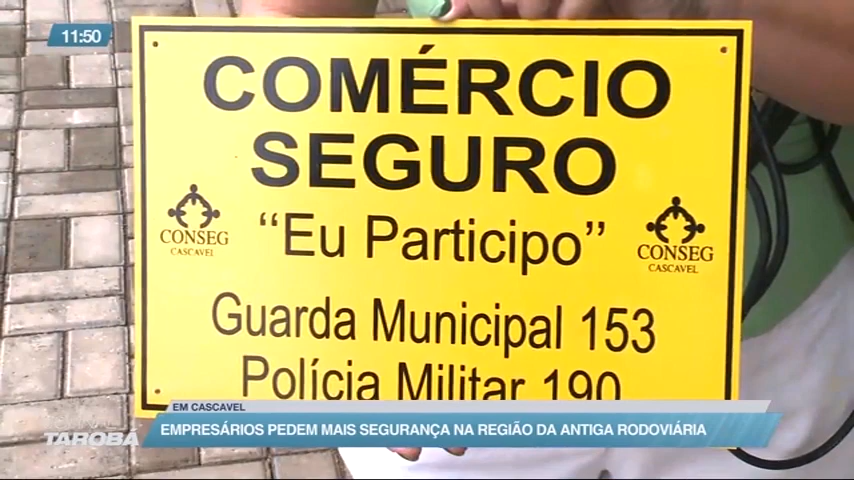 11:50
COMÉRCIO
SEGURO
“Eu Participo”
CONSEG
CASCAVEL
CONSEG
CASCAVEL
Guarda Municipal 153
Polícia Militar 190
EM CASCAVEL
EMPRESÁRIOS PEDEM MAIS SEGURANÇA NA REGIÃO DA ANTIGA RODOVIÁRIA
TAROBÁ